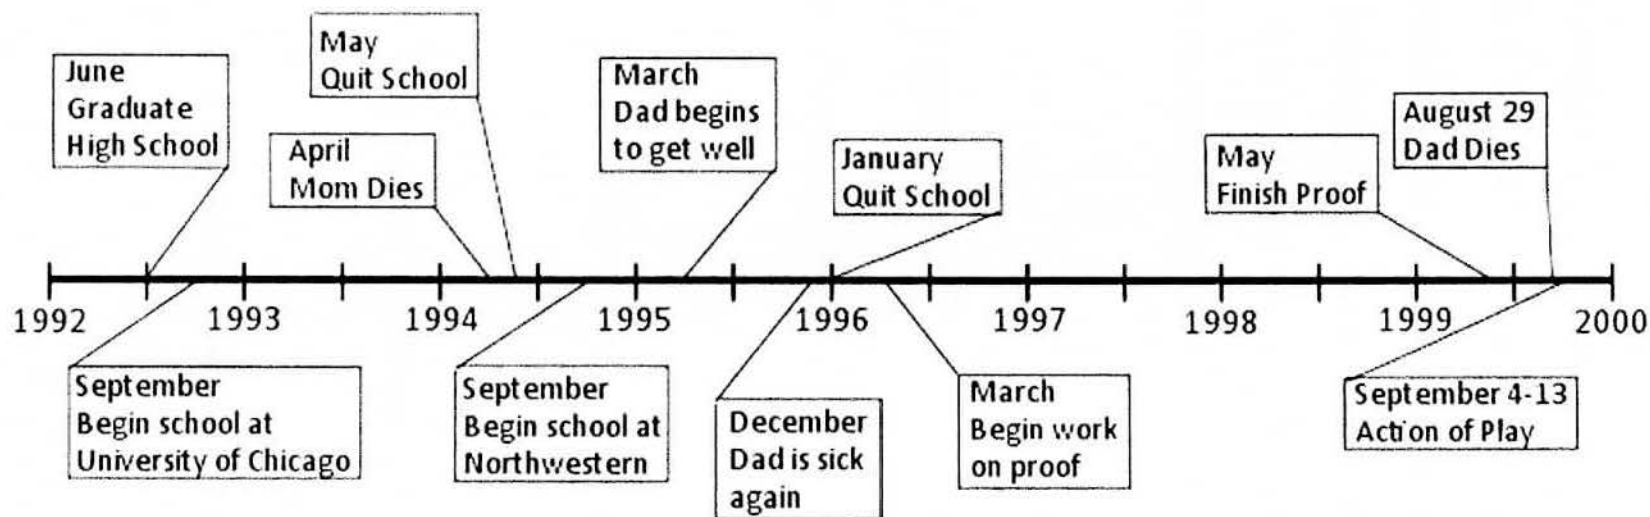 June
Graduate
High School
May
Quit School
April
Mom Dies
March
Dad begins
to get well
January
Quit School
May
Finish Proof
August 29
Dad Dies
1992
1993
1994
1995
1996
1997
1998
1999
2000
September
Begin school at
University of Chicago
September
Begin school at
Northwestern
December
Dad is sick
again
March
Begin work
on proof
September 4-13
Action of Play